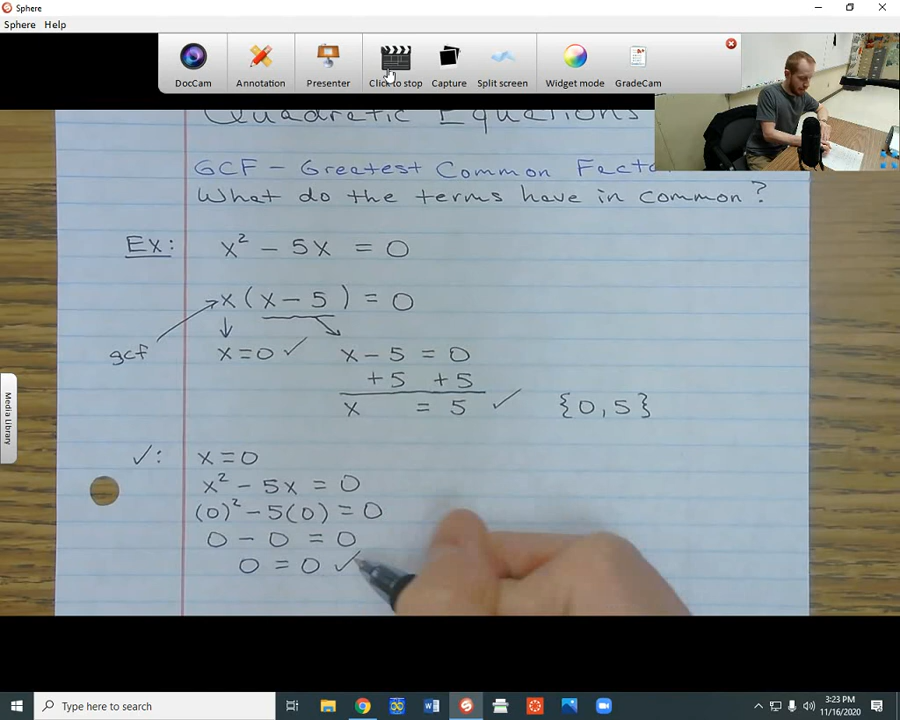 Sphere
Sphere Help
DocCam Annotation Presenter Click to stop Capture Split screen Widget mode GradeCam
Quadratic Equations
GCF - Greatest Common Facto
What do the terms have in common?
Ex: x² - 5x = 0
x(x - 5) = 0
gcf
x = 0 ✓ x - 5 = 0
+5 +5
x = 5 ✓ {0, 5}
✓: x = 0
x² - 5x = 0
(0)² - 5(0) = 0
0 - 0 = 0
0 = 0 ✓
Media Library
Type here to search
3:23 PM
11/16/2020